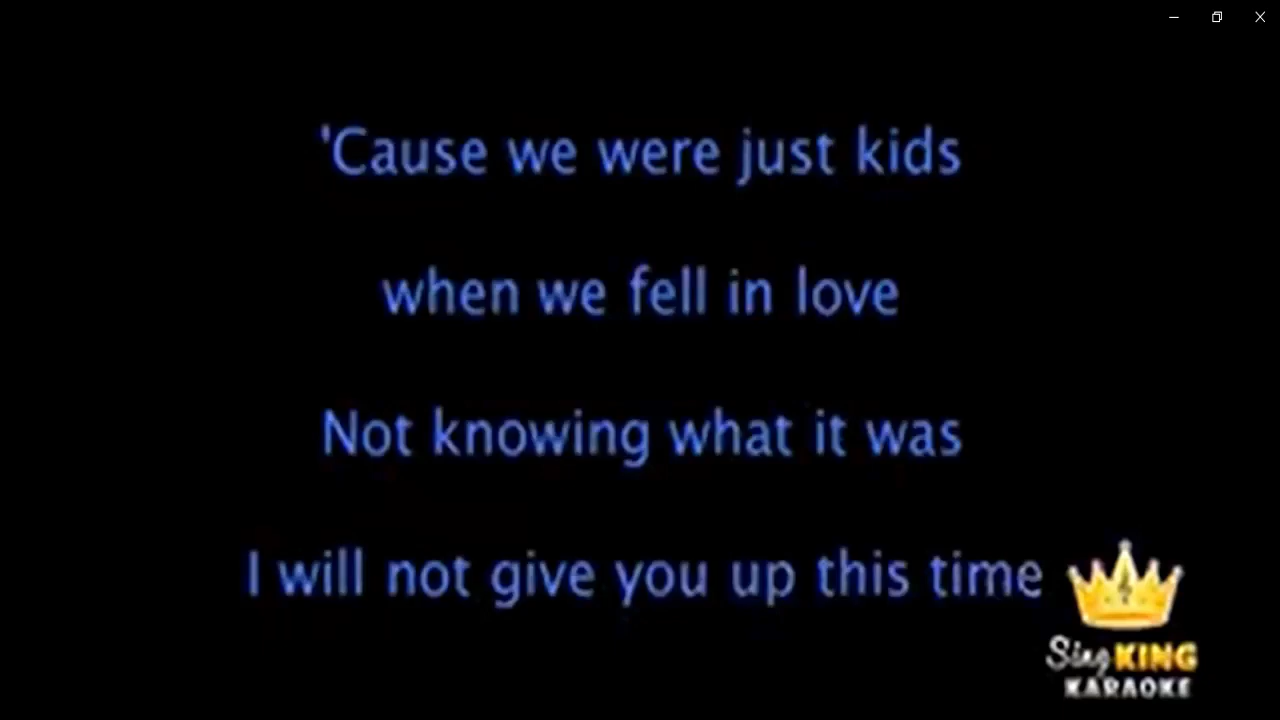 'Cause we were just kids
when we fell in love
Not knowing what it was
I will not give you up this time
Sing KING
KARAOKE